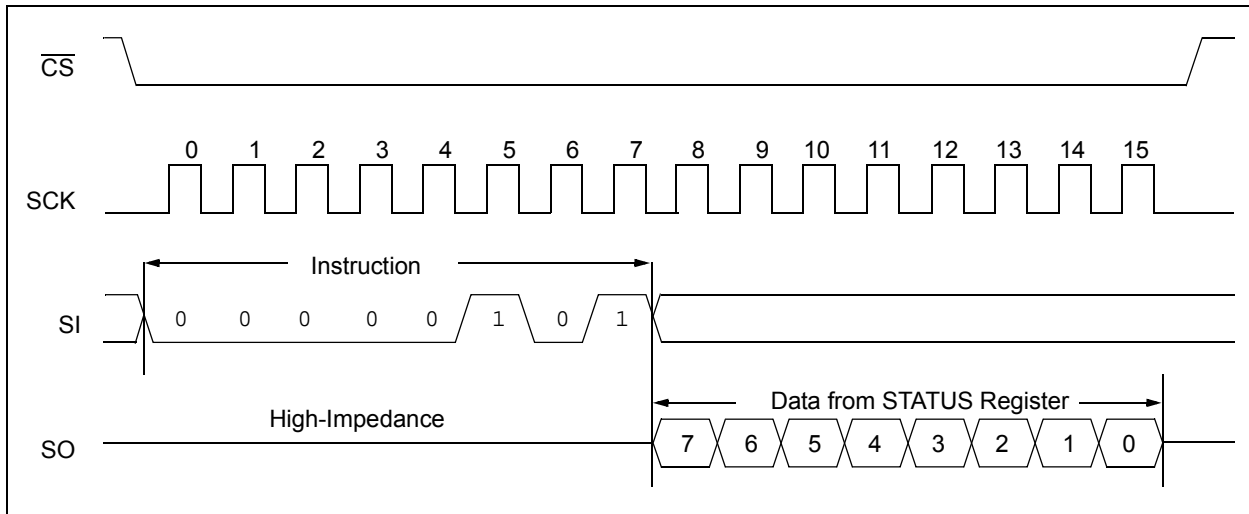 CS
0 1 2 3 4 5 6 7 8 9 10 11 12 13 14 15
SCK
Instruction
SI
0 0 0 0 0 1 0 1
Data from STATUS Register
High-Impedance
SO
7 6 5 4 3 2 1 0